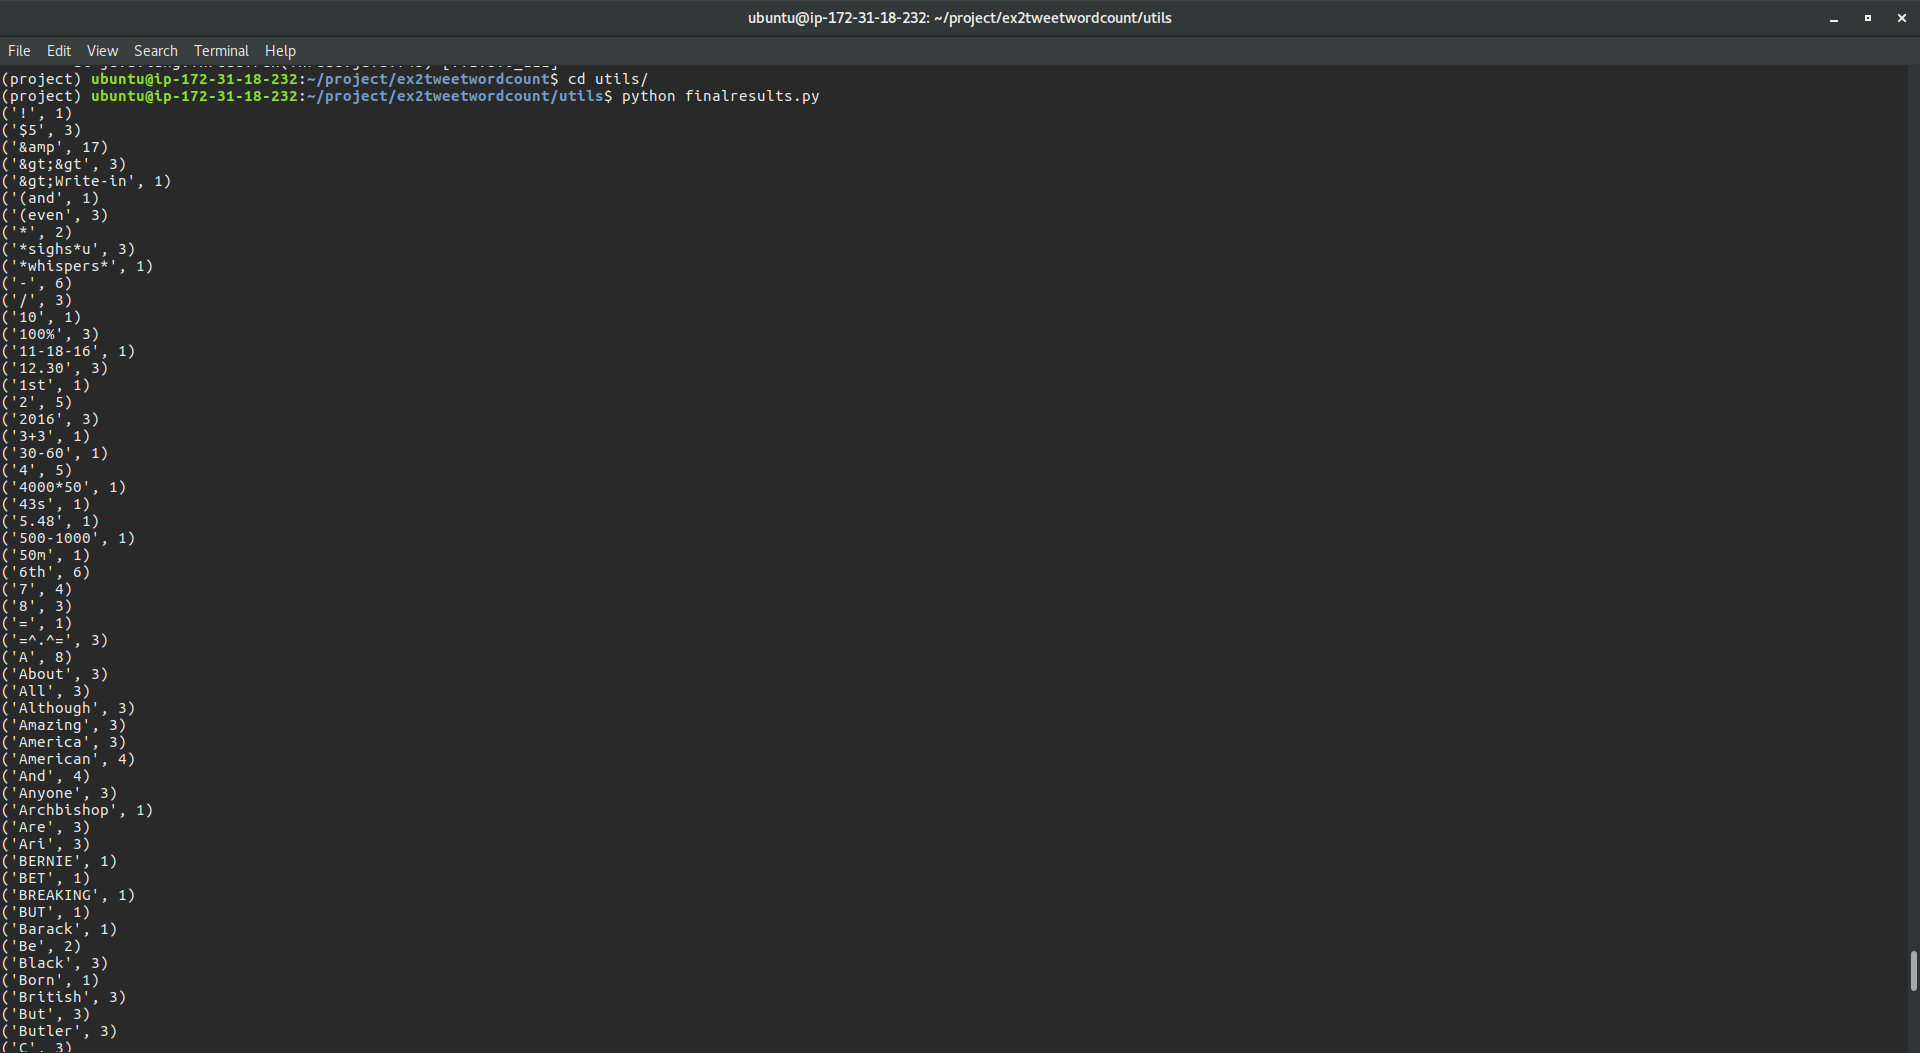 ubuntu@ip-172-31-18-232: ~/project/ex2tweetwordcount/utils
File Edit View Search Terminal Help
(project) ubuntu@ip-172-31-18-232:~/project/ex2tweetwordcount$ cd utils/
(project) ubuntu@ip-172-31-18-232:~/project/ex2tweetwordcount/utils$ python finalresults.py
('!', 1)
('$5', 3)
('&amp', 17)
('&gt;&gt', 3)
('&gt;Write-in', 1)
('(and', 1)
('(even', 3)
('*', 2)
('*sighs*u', 3)
('*whispers*', 1)
('-', 6)
('/', 3)
('10', 1)
('100%', 3)
('11-18-16', 1)
('12.30', 3)
('1st', 1)
('2', 5)
('2016', 3)
('3+3', 1)
('30-60', 1)
('4', 5)
('4000*50', 1)
('43s', 1)
('5.48', 1)
('500-1000', 1)
('50m', 1)
('6th', 6)
('7', 4)
('8', 3)
('=', 1)
('=^.^=', 3)
('A', 8)
('About', 3)
('All', 3)
('Although', 3)
('Amazing', 3)
('America', 3)
('American', 4)
('And', 4)
('Anyone', 3)
('Archbishop', 1)
('Are', 3)
('Ari', 3)
('BERNIE', 1)
('BET', 1)
('BREAKING', 1)
('BUT', 1)
('Barack', 1)
('Be', 2)
('Black', 3)
('Born', 1)
('British', 3)
('But', 3)
('Butler', 3)
('C', 3)